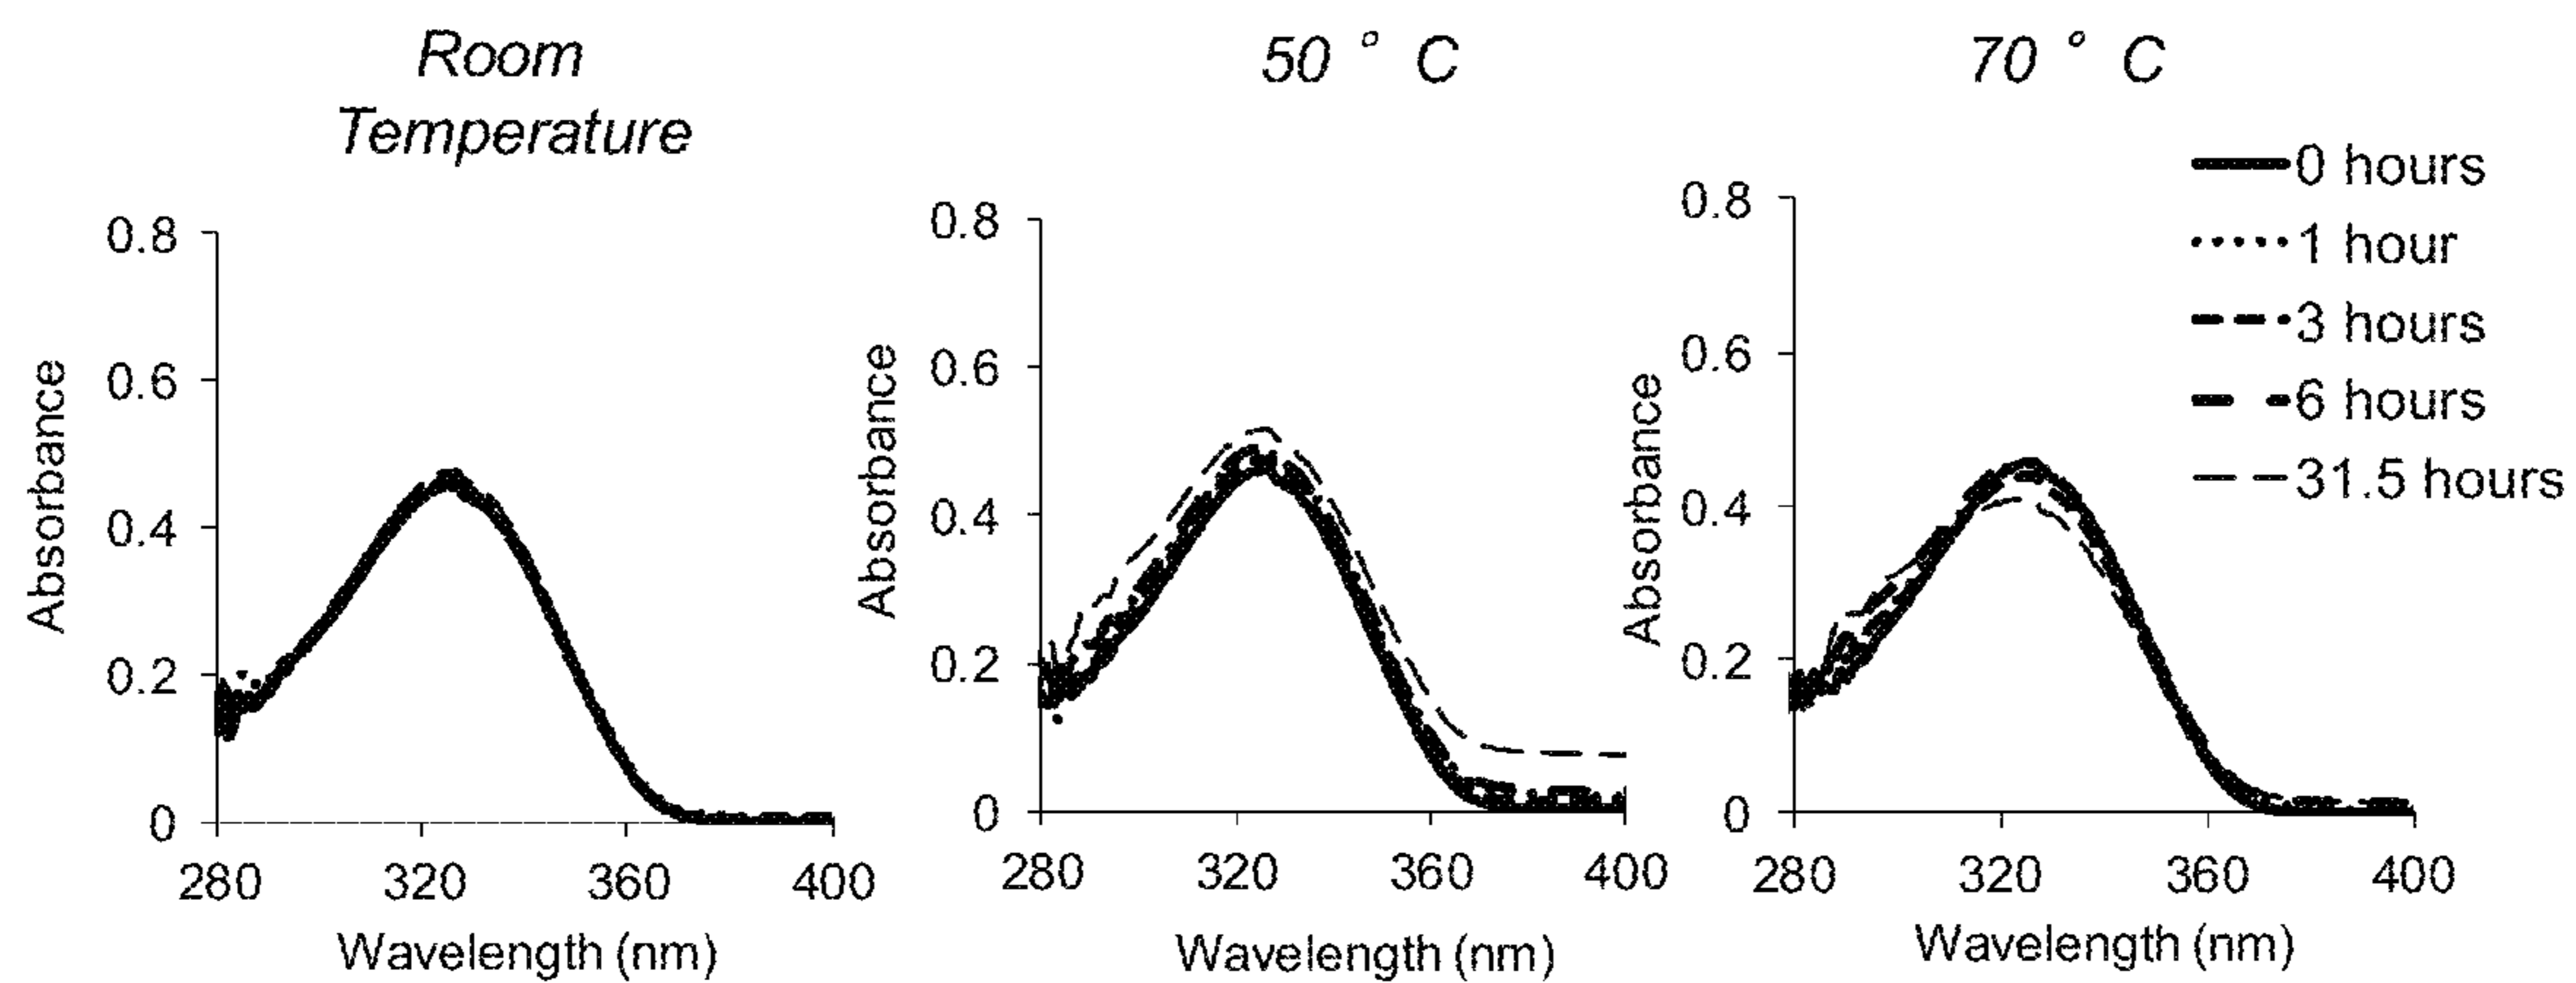 Room
Temperature
50 ° C
70 ° C
0 hours
1 hour
3 hours
6 hours
31.5 hours
Absorbance
0.8
0.6
0.4
0.2
0
280 320 360 400
Wavelength (nm)
Absorbance
0.8
0.6
0.4
0.2
0
280 320 360 400
Wavelength (nm)
Absorbance
0.8
0.6
0.4
0.2
0
280 320 360 400
Wavelength (nm)